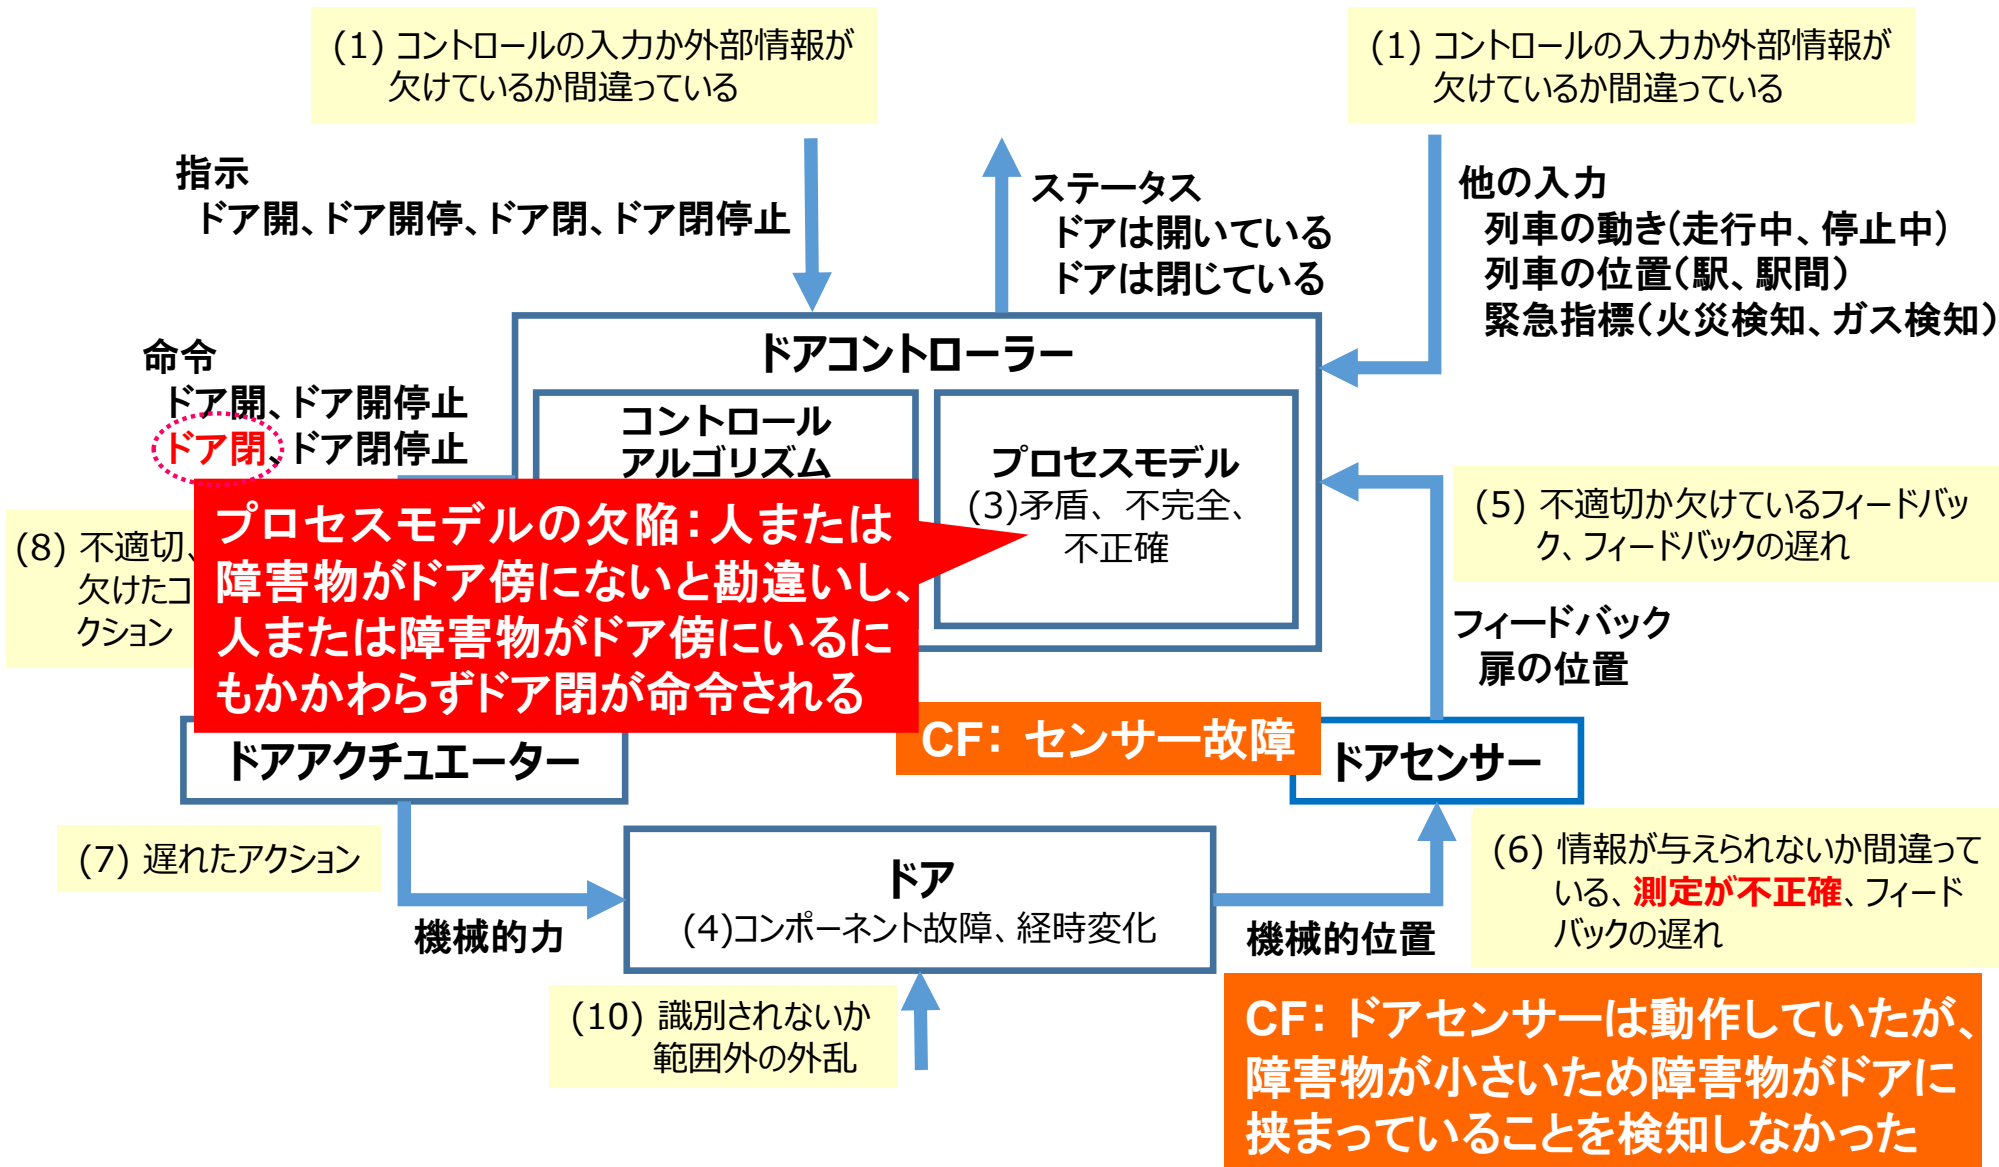 (1) コントロールの入力か外部情報が
欠けているか間違っている
(1) コントロールの入力か外部情報が
欠けているか間違っている
指示
ドア開、ドア開停、ドア閉、ドア閉停止
ステータス
ドアは開いている
ドアは閉じている
他の入力
列車の動き(走行中、停止中)
列車の位置(駅、駅間)
緊急指標(火災検知、ガス検知)
命令
ドア開、ドア開停止
ドア閉、ドア閉停止
ドアコントローラー
コントロール
アルゴリズム
プロセスモデル
(3)矛盾、不完全、
不正確
プロセスモデルの欠陥：人または
障害物がドア傍にないと勘違いし、
人または障害物がドア傍にいるに
もかかわらずドア閉が命令される
(8) 不適切、
欠けたコ
クション
(5) 不適切か欠けているフィードバッ
ク、フィードバックの遅れ
フィードバック
扉の位置
CF： センサー故障
ドアアクチュエーター
ドアセンサー
(7) 遅れたアクション
機械的力
ドア
(4)コンポーネント故障、経時変化
機械的位置
(6) 情報が与えられないか間違って
いる、測定が不正確、フィード
バックの遅れ
(10) 識別されないか
範囲外の外乱
CF：ドアセンサーは動作していたが、
障害物が小さいため障害物がドアに
挟まっていることを検知しなかった